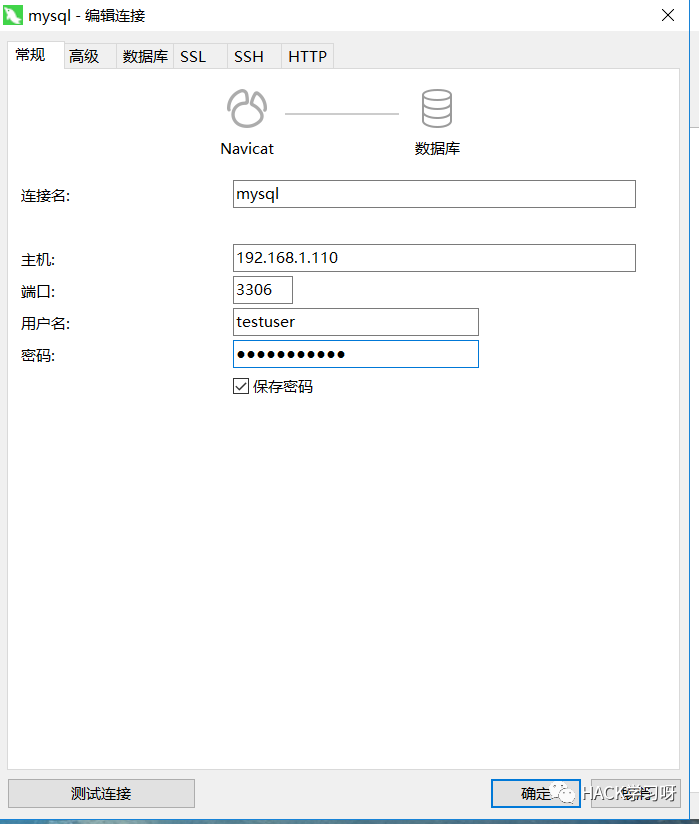 mysql - 编辑连接
常规 高级 数据库 SSL SSH HTTP
Navicat 数据库
连接名: mysql
主机: 192.168.1.110
端口: 3306
用户名: testuser
密码: ●●●●●●●●●●●
保存密码
测试连接 确定
HACK学习呀